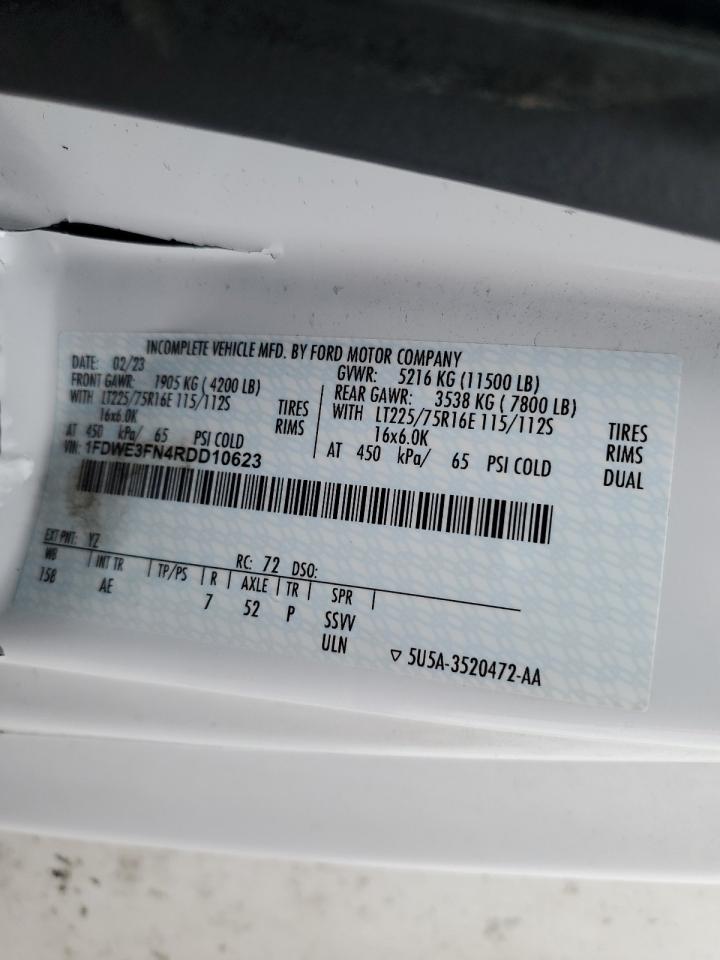 INCOMPLETE VEHICLE MFD. BY FORD MOTOR COMPANY
DATE: 02/23
GVWR: 5216 KG (11500 LB)
FRONT GAWR: 1905 KG ( 4200 LB)
REAR GAWR: 3538 KG ( 7800 LB)
WITH LT225/75R16E 115/112S TIRES
WITH LT225/75R16E 115/112S TIRES
16x6.0K RIMS
16x6.0K RIMS
AT 450 kPa/ 65 PSI COLD
AT 450 kPa/ 65 PSI COLD DUAL
VIN: 1FDWE3FN4RDD10623
EXT PNT: YZ RC: 72 DSO:
WB | INT TR | TP/PS | R | AXLE | TR | SPR |
158 AE 7 52 P SSVV
ULN
▽ 5U5A-3520472-AA